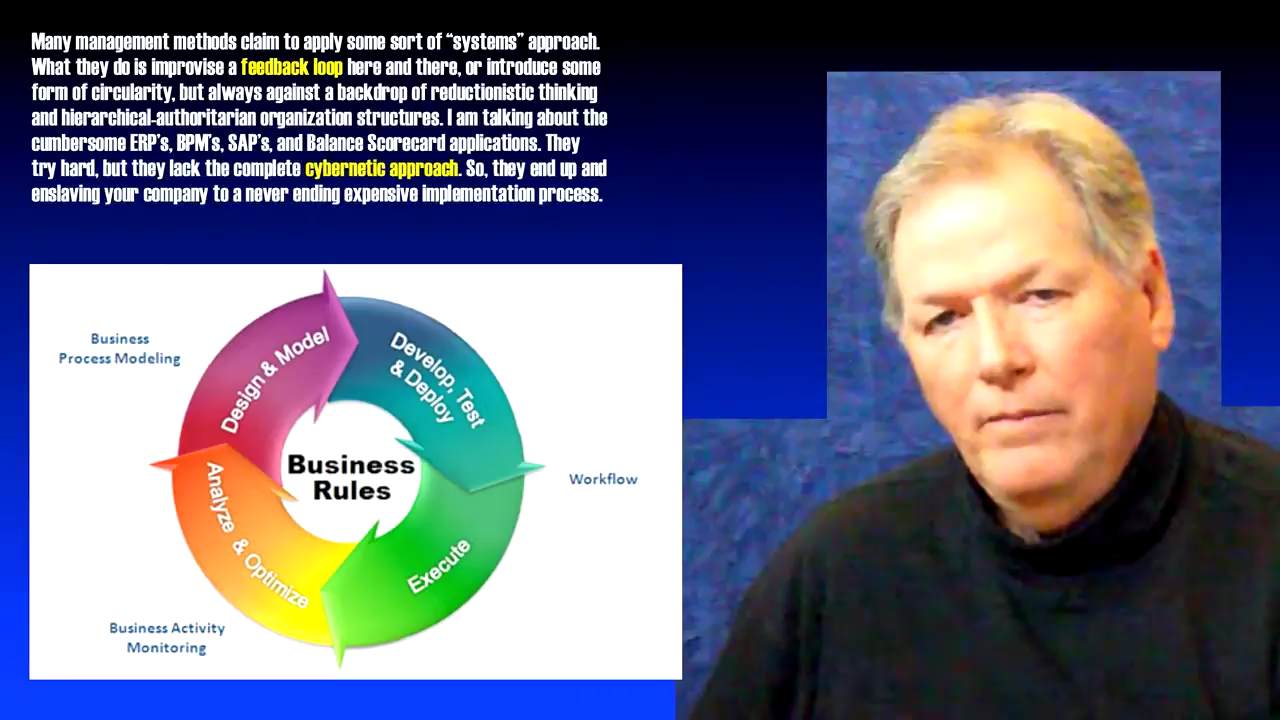 Many management methods claim to apply some sort of “systems” approach.
What they do is improvise a feedback loop here and there, or introduce some
form of circularity, but always against a backdrop of reductionistic thinking
and hierarchical-authoritarian organization structures. I am talking about the
cumbersome ERP's, BPM's, SAP's, and Balance Scorecard applications. They
try hard, but they lack the complete cybernetic approach. So, they end up and
enslaving your company to a never ending expensive implementation process.
Business
Process Modeling
Design & Model
Develop, Test
& Deploy
Business
Rules
Workflow
Analyze & Optimize
Execute
Business Activity
Monitoring